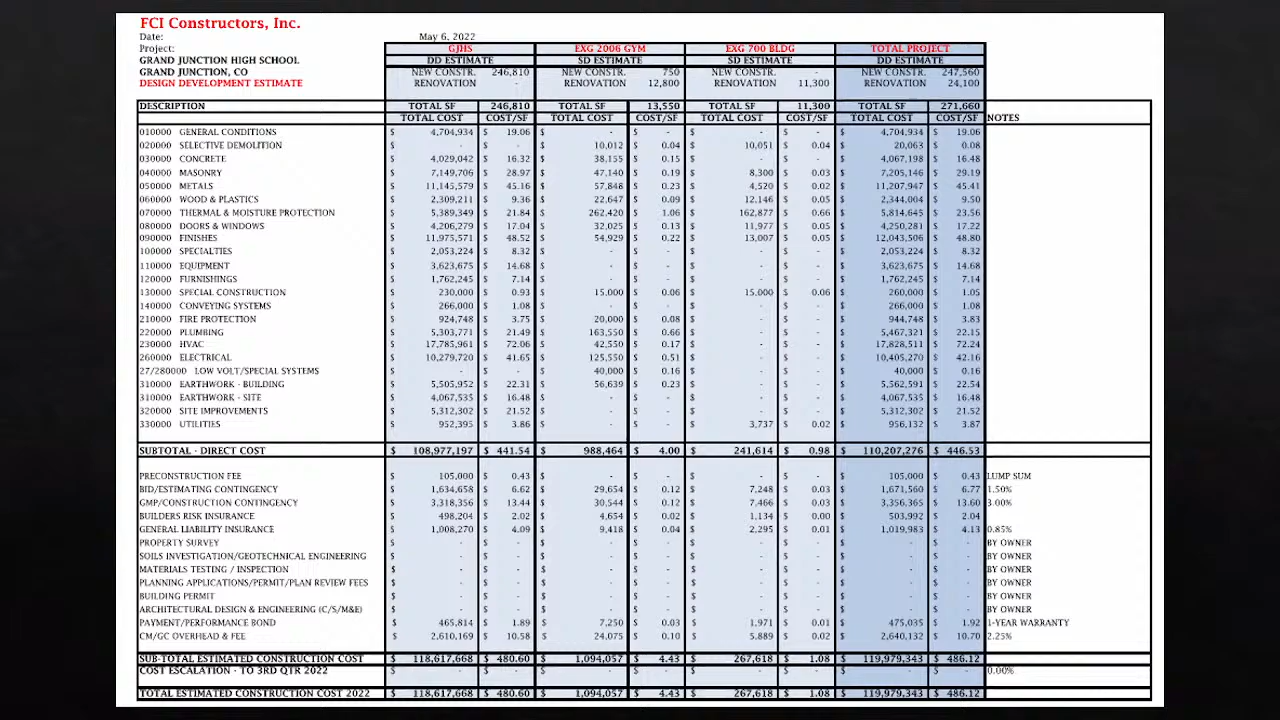 FCI Constructors, Inc.
Date: May 6, 2022
Project: GJHS EXG 2006 GYM EXG 700 BLDG TOTAL PROJECT
GRAND JUNCTION HIGH SCHOOL DD ESTIMATE SD ESTIMATE SD ESTIMATE DD ESTIMATE
GRAND JUNCTION, CO NEW CONSTR. 246,810 NEW CONSTR. 750 NEW CONSTR. - NEW CONSTR. 247,560
DESIGN DEVELOPMENT ESTIMATE RENOVATION - RENOVATION 12,800 RENOVATION 11,300 RENOVATION 24,100
DESCRIPTION TOTAL SF 246,810 TOTAL SF 13,550 TOTAL SF 11,300 TOTAL SF 271,660
TOTAL COST COST/SF TOTAL COST COST/SF TOTAL COST COST/SF TOTAL COST COST/SF NOTES
010000 GENERAL CONDITIONS $ 4,704,934 $ 19.06 $ - $ - $ - $ - $ 4,704,934 $ 19.06
020000 SELECTIVE DEMOLITION $ - $ - $ 10,012 $ 0.04 $ 10,051 $ 0.04 $ 20,063 $ 0.08
030000 CONCRETE $ 4,029,042 $ 16.32 $ 38,155 $ 0.15 $ - $ - $ 4,067,198 $ 16.48
040000 MASONRY $ 7,149,706 $ 28.97 $ 47,140 $ 0.19 $ 8,300 $ 0.03 $ 7,205,146 $ 29.19
050000 METALS $ 11,145,579 $ 45.16 $ 57,848 $ 0.23 $ 4,520 $ 0.02 $ 11,207,947 $ 45.41
060000 WOOD & PLASTICS $ 2,309,211 $ 9.36 $ 22,647 $ 0.09 $ 12,146 $ 0.05 $ 2,344,004 $ 9.50
070000 THERMAL & MOISTURE PROTECTION $ 5,389,349 $ 21.84 $ 262,420 $ 1.06 $ 162,877 $ 0.66 $ 5,814,645 $ 23.56
080000 DOORS & WINDOWS $ 4,206,279 $ 17.04 $ 32,025 $ 0.13 $ 11,977 $ 0.05 $ 4,250,281 $ 17.22
090000 FINISHES $ 11,975,571 $ 48.52 $ 54,929 $ 0.22 $ 13,007 $ 0.05 $ 12,043,506 $ 48.80
100000 SPECIALTIES $ 2,053,224 $ 8.32 $ - $ - $ - $ - $ 2,053,224 $ 8.32
110000 EQUIPMENT $ 3,623,675 $ 14.68 $ - $ - $ - $ - $ 3,623,675 $ 14.68
120000 FURNISHINGS $ 1,762,245 $ 7.14 $ - $ - $ - $ - $ 1,762,245 $ 7.14
130000 SPECIAL CONSTRUCTION $ 230,000 $ 0.93 $ 15,000 $ 0.06 $ 15,000 $ 0.06 $ 260,000 $ 1.05
140000 CONVEYING SYSTEMS $ 266,000 $ 1.08 $ - $ - $ - $ - $ 266,000 $ 1.08
210000 FIRE PROTECTION $ 924,748 $ 3.75 $ 20,000 $ 0.08 $ - $ - $ 944,748 $ 3.83
220000 PLUMBING $ 5,303,771 $ 21.49 $ 163,550 $ 0.66 $ - $ - $ 5,467,321 $ 22.15
230000 HVAC $ 17,785,961 $ 72.06 $ 42,550 $ 0.17 $ - $ - $ 17,828,511 $ 72.24
260000 ELECTRICAL $ 10,279,720 $ 41.65 $ 125,550 $ 0.51 $ - $ - $ 10,405,270 $ 42.16
27/280000 LOW VOLT/SPECIAL SYSTEMS $ - $ - $ 40,000 $ 0.16 $ - $ - $ 40,000 $ 0.16
310000 EARTHWORK - BUILDING $ 5,505,952 $ 22.31 $ 56,639 $ 0.23 $ - $ - $ 5,562,591 $ 22.54
310000 EARTHWORK - SITE $ 4,067,535 $ 16.48 $ - $ - $ - $ - $ 4,067,535 $ 16.48
320000 SITE IMPROVEMENTS $ 5,312,302 $ 21.52 $ - $ - $ - $ - $ 5,312,302 $ 21.52
330000 UTILITIES $ 952,395 $ 3.86 $ - $ - $ 3,737 $ 0.02 $ 956,132 $ 3.87
SUBTOTAL - DIRECT COST $ 108,977,197 $ 441.54 $ 988,464 $ 4.00 $ 241,614 $ 0.98 $ 110,207,276 $ 446.53
PRECONSTRUCTION FEE $ 105,000 $ 0.43 $ - $ - $ - $ - $ 105,000 $ 0.43 LUMP SUM
BID/ESTIMATING CONTINGENCY $ 1,634,658 $ 6.62 $ 29,654 $ 0.12 $ 7,248 $ 0.03 $ 1,671,560 $ 6.77 1.50%
GMP/CONSTRUCTION CONTINGENCY $ 3,318,356 $ 13.44 $ 30,544 $ 0.12 $ 7,466 $ 0.03 $ 3,356,365 $ 13.60 3.00%
BUILDERS RISK INSURANCE $ 498,204 $ 2.02 $ 4,654 $ 0.02 $ 1,134 $ 0.00 $ 503,992 $ 2.04
GENERAL LIABILITY INSURANCE $ 1,008,270 $ 4.09 $ 9,418 $ 0.04 $ 2,295 $ 0.01 $ 1,019,983 $ 4.13 0.85%
PROPERTY SURVEY $ - $ - $ - $ - $ - $ - $ - $ - BY OWNER
SOILS INVESTIGATION/GEOTECHNICAL ENGINEERING $ - $ - $ - $ - $ - $ - $ - $ - BY OWNER
MATERIALS TESTING / INSPECTION $ - $ - $ - $ - $ - $ - $ - $ - BY OWNER
PLANNING APPLICATIONS/PERMIT/PLAN REVIEW FEES $ - $ - $ - $ - $ - $ - $ - $ - BY OWNER
BUILDING PERMIT $ - $ - $ - $ - $ - $ - $ - $ - BY OWNER
ARCHITECTURAL DESIGN & ENGINEERING (C/S/M&E) $ - $ - $ - $ - $ - $ - $ - $ - BY OWNER
PAYMENT/PERFORMANCE BOND $ 465,814 $ 1.89 $ 7,250 $ 0.03 $ 1,971 $ 0.01 $ 475,035 $ 1.92 1-YEAR WARRANTY
CM/GC OVERHEAD & FEE $ 2,610,169 $ 10.58 $ 24,075 $ 0.10 $ 5,889 $ 0.02 $ 2,640,132 $ 10.70 2.25%
SUB-TOTAL ESTIMATED CONSTRUCTION COST $ 118,617,668 $ 480.60 $ 1,094,057 $ 4.43 $ 267,618 $ 1.08 $ 119,979,343 $ 486.12
COST ESCALATION - TO 3RD QTR 2022 $ - $ - $ - $ - $ - $ - $ - $ - 0.00%
TOTAL ESTIMATED CONSTRUCTION COST 2022 $ 118,617,668 $ 480.60 $ 1,094,057 $ 4.43 $ 267,618 $ 1.08 $ 119,979,343 $ 486.12